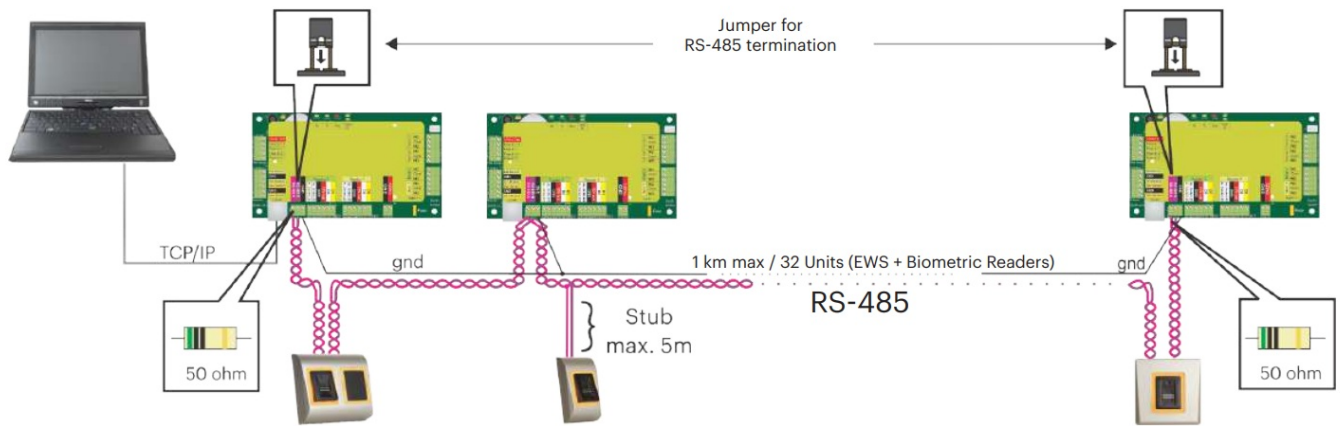 Jumper for
RS-485 termination
TCP/IP
gnd
1 km max / 32 Units (EWS + Biometric Readers)
gnd
RS-485
Stub
max. 5m
50 ohm
50 ohm